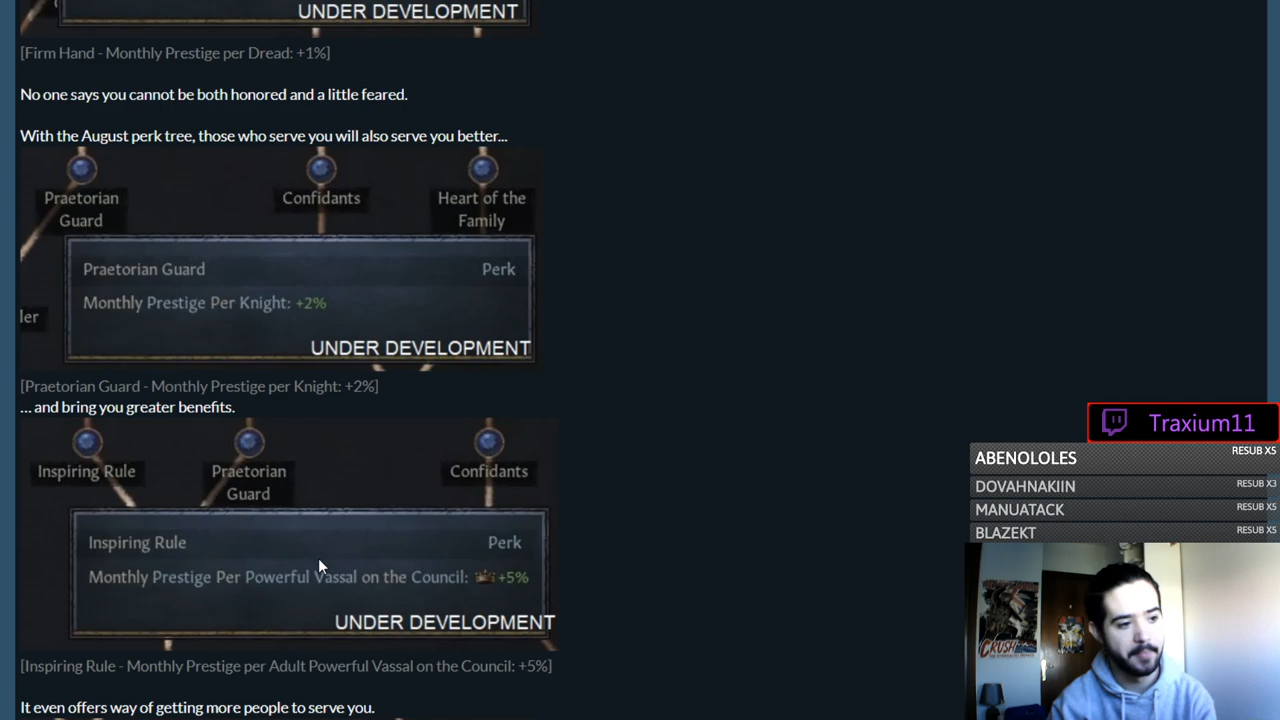 UNDER DEVELOPMENT
[Firm Hand - Monthly Prestige per Dread: +1%]
No one says you cannot be both honored and a little feared.
With the August perk tree, those who serve you will also serve you better...
Praetorian
Guard
Confidants
Heart of the
Family
Praetorian Guard
Perk
Monthly Prestige Per Knight: +2%
ler
UNDER DEVELOPMENT
[Praetorian Guard - Monthly Prestige per Knight: +2%]
... and bring you greater benefits.
Inspiring Rule
Praetorian
Guard
Confidants
Inspiring Rule
Perk
Monthly Prestige Per Powerful Vassal on the Council: +5%
UNDER DEVELOPMENT
[Inspiring Rule - Monthly Prestige per Adult Powerful Vassal on the Council: +5%]
It even offers way of getting more people to serve you.
Traxium11
ABENOLOLES RESUB X5
DOVAHNAKIIN RESUB X3
MANUATACK RESUB X5
BLAZEKT RESUB X5
CRUSH